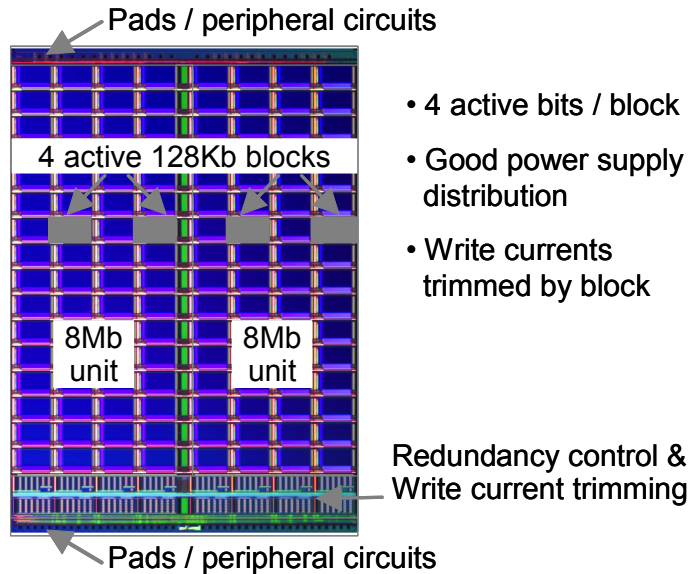 Pads / peripheral circuits
• 4 active bits / block
4 active 128Kb blocks
• Good power supply
distribution
• Write currents
trimmed by block
8Mb
unit
8Mb
unit
Redundancy control &
Write current trimming
Pads / peripheral circuits